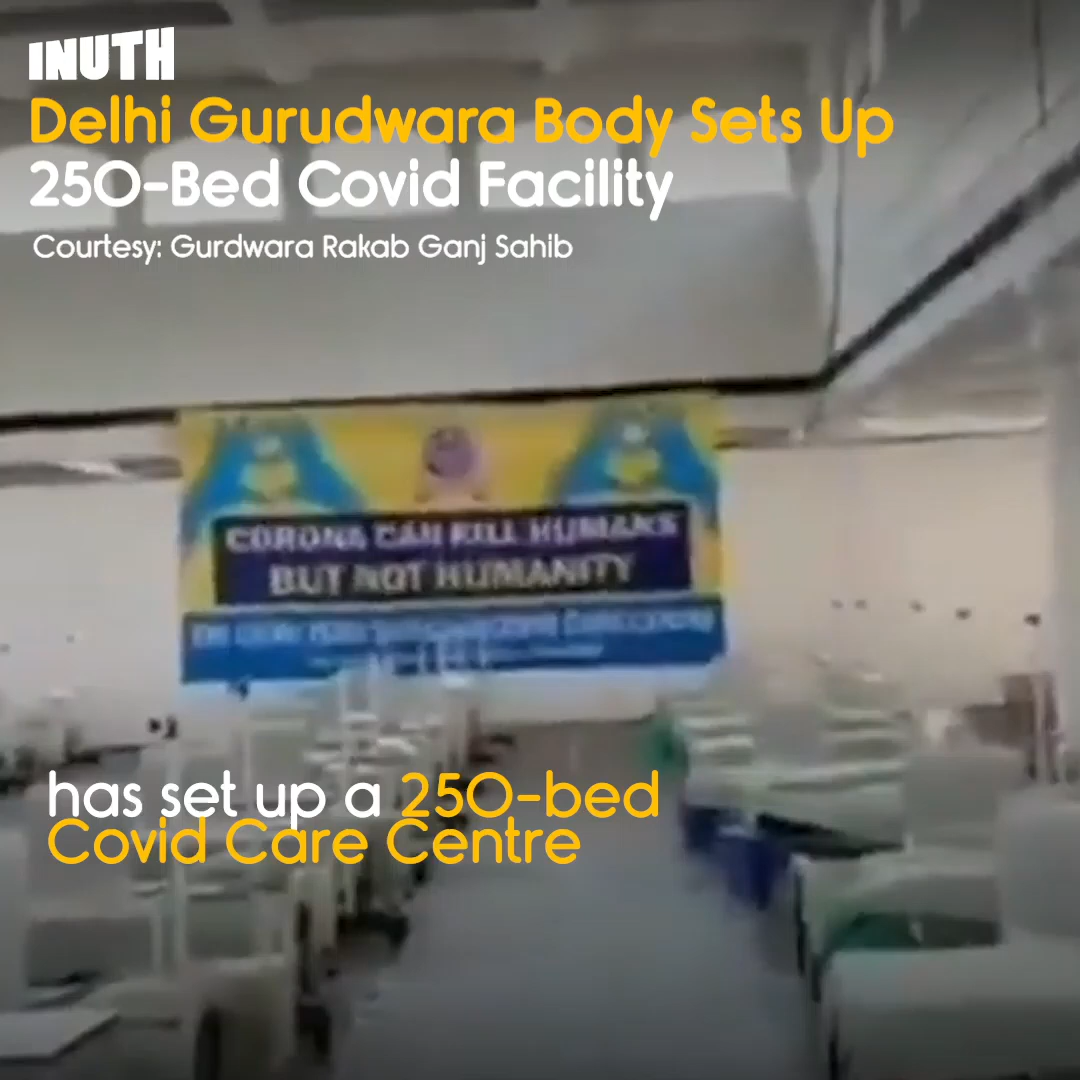 INUTH
Delhi Gurudwara Body Sets Up
250-Bed Covid Facility
Courtesy: Gurdwara Rakab Ganj Sahib
CORONA CAN KILL HUMANS
BUT NOT HUMANITY
has set up a 250-bed
Covid Care Centre